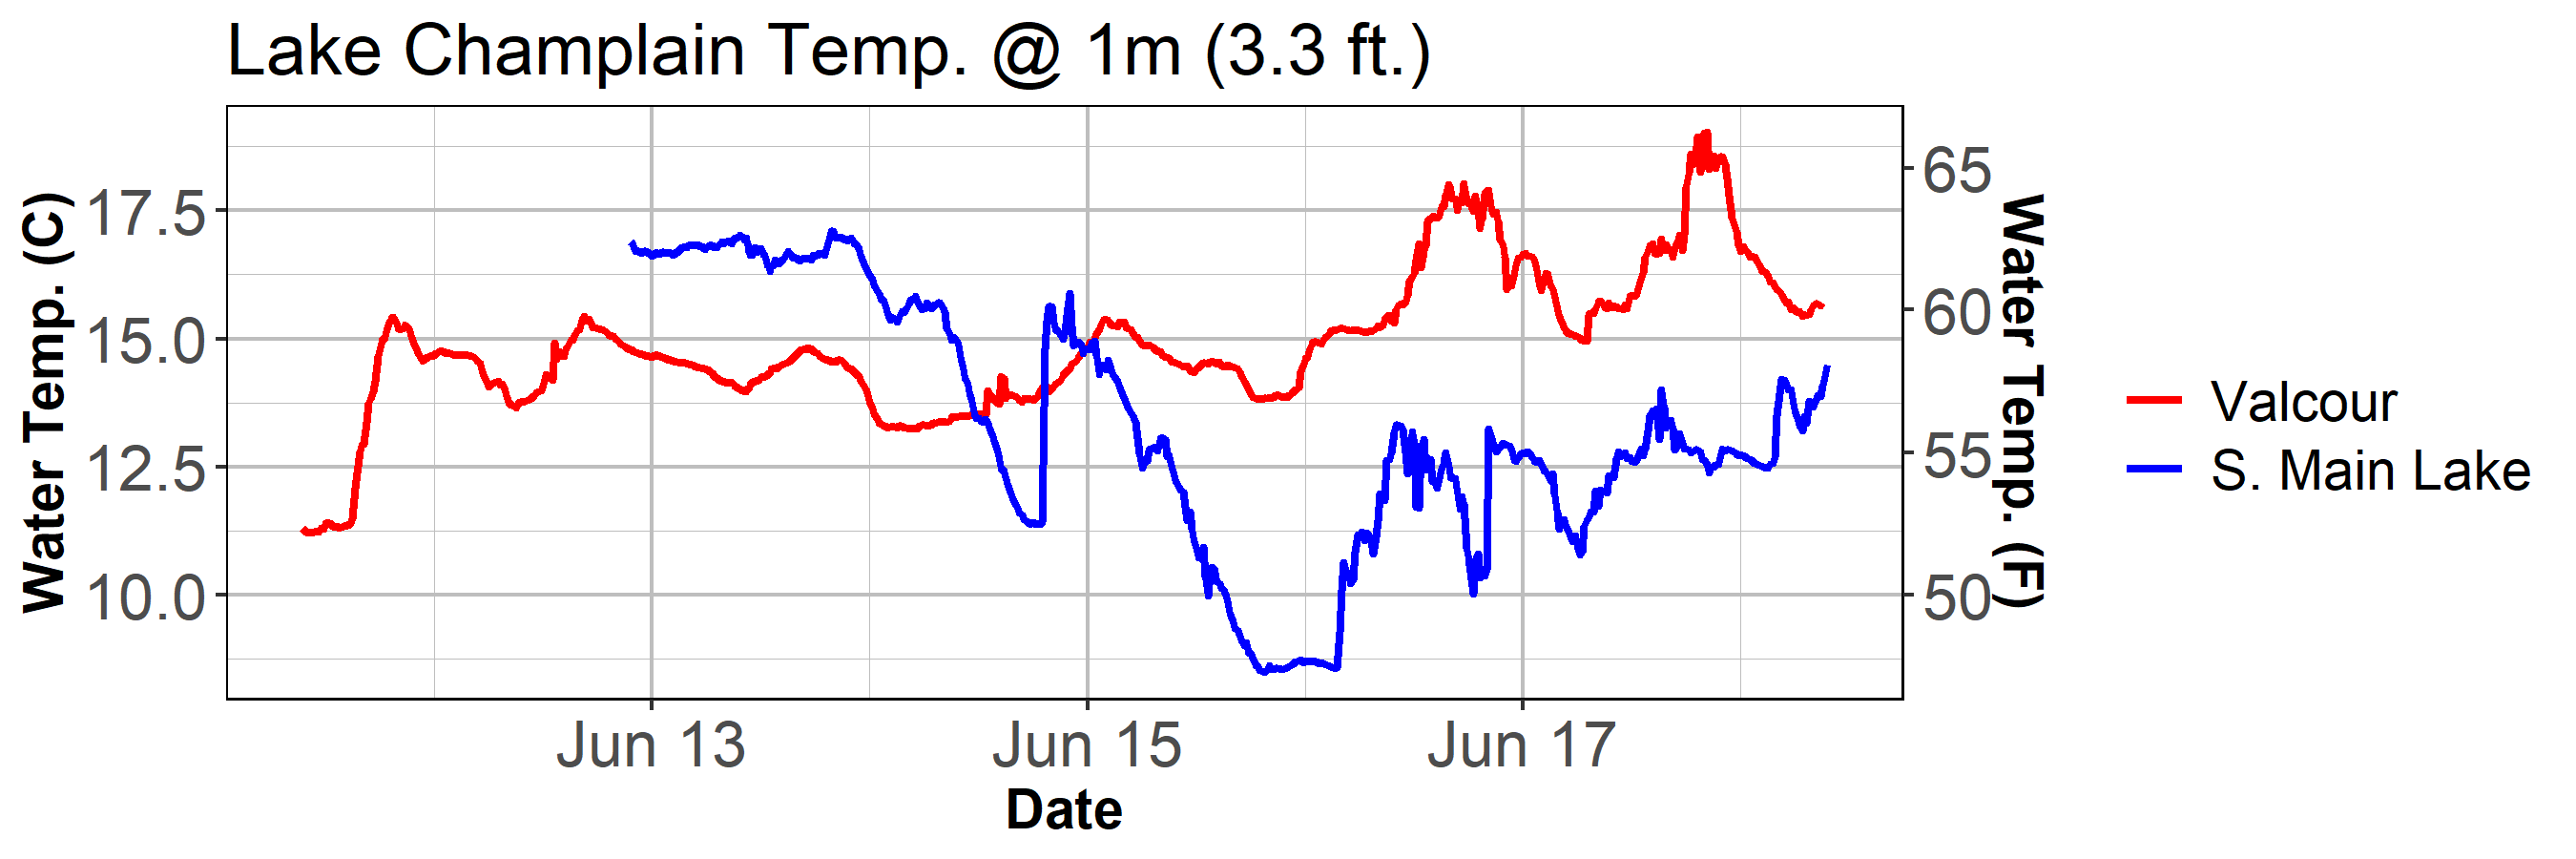 Lake Champlain Temp. @ 1m (3.3 ft.)
Water Temp. (C)
17.5
15.0
12.5
10.0
65
60
55
50
Water Temp. (F)
Jun 13
Jun 15
Jun 17
Date
Valcour
S. Main Lake